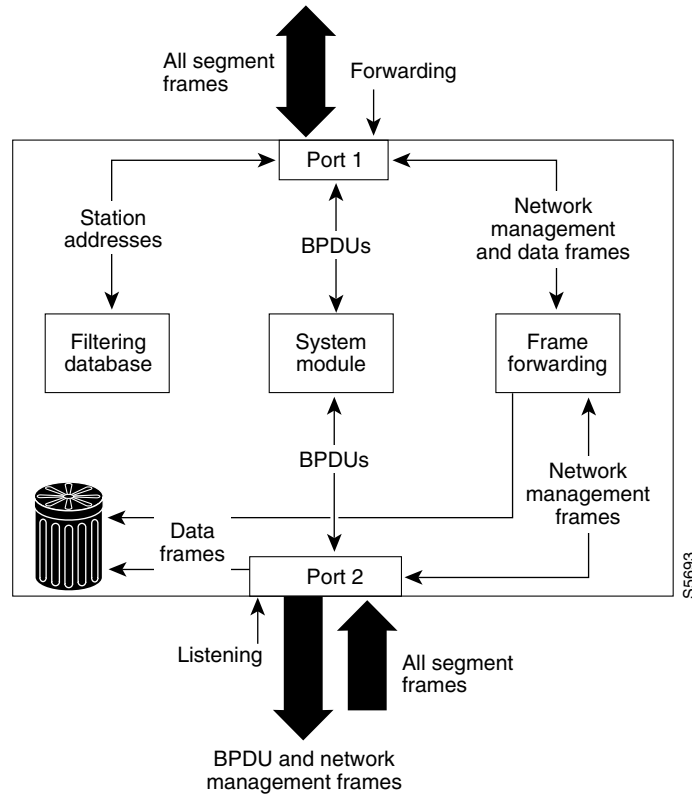 All segment
frames
Forwarding
Port 1
Station
addresses
BPDUs
Network
management
and data frames
Filtering
database
System
module
Frame
forwarding
BPDUs
Network
management
frames
Data
frames
Port 2
S5693
Listening
All segment
frames
BPDU and network
management frames